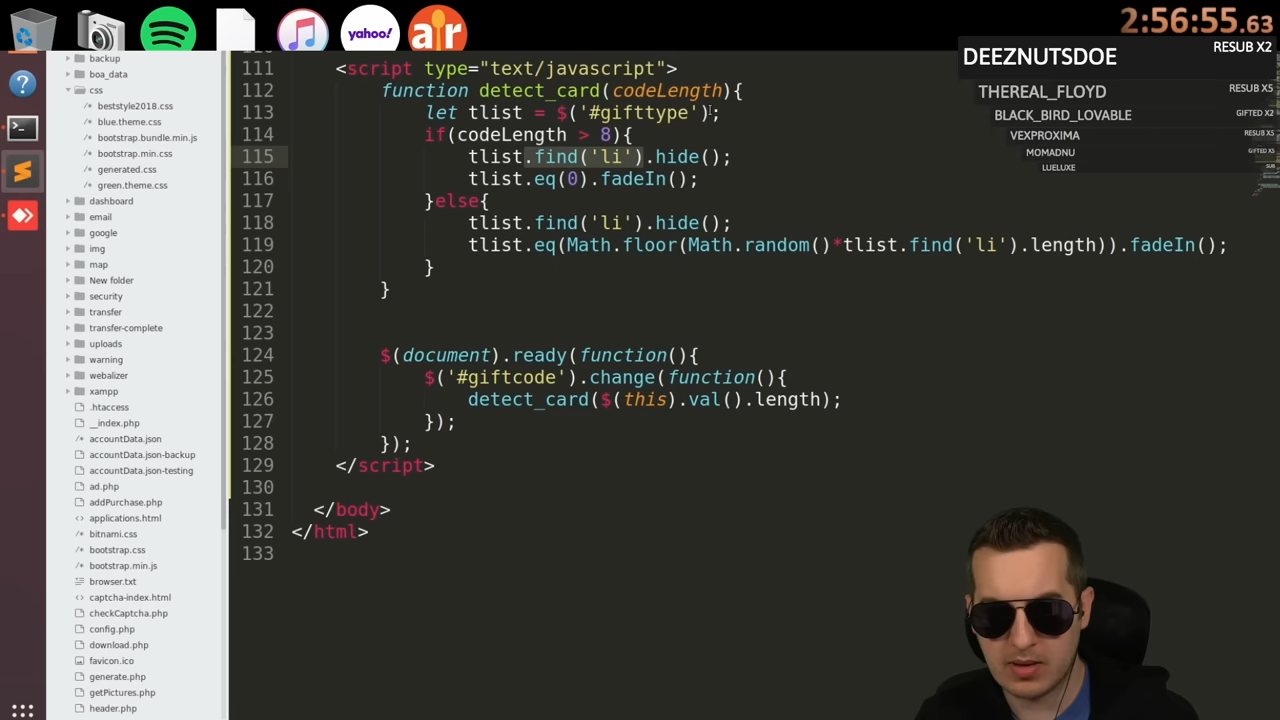 yahoo!
air
2:56:55.63
DEEZNUTSDOE RESUB X2
THEREAL_FLOYD RESUB X5
BLACK_BIRD_LOVABLE GIFTED X2
VEXPROXIMA RESUB X5
MOMADNU GIFTED X5
LUELUXE SUB
backup
boa_data
css
beststyle2018.css
blue.theme.css
bootstrap.bundle.min.js
bootstrap.min.css
generated.css
green.theme.css
dashboard
email
google
img
map
New folder
security
transfer
transfer-complete
uploads
warning
webalizer
xampp
.htaccess
__index.php
accountData.json
accountData.json-backup
accountData.json-testing
ad.php
addPurchase.php
applications.html
bitnami.css
bootstrap.css
bootstrap.min.js
browser.txt
captcha-index.html
checkCaptcha.php
config.php
download.php
favicon.ico
generate.php
getPictures.php
header.php
111 <script type="text/javascript">
112 function detect_card(codeLength){
113 let tlist = $('#gifttype');
114 if(codeLength > 8){
115 tlist.find('li').hide();
116 tlist.eq(0).fadeIn();
117 }else{
118 tlist.find('li').hide();
119 tlist.eq(Math.floor(Math.random()*tlist.find('li').length)).fadeIn();
120 }
121 }
122
123
124 $(document).ready(function(){
125 $('#giftcode').change(function(){
126 detect_card($(this).val().length);
127 });
128 });
129 </script>
130
131 </body>
132 </html>
133